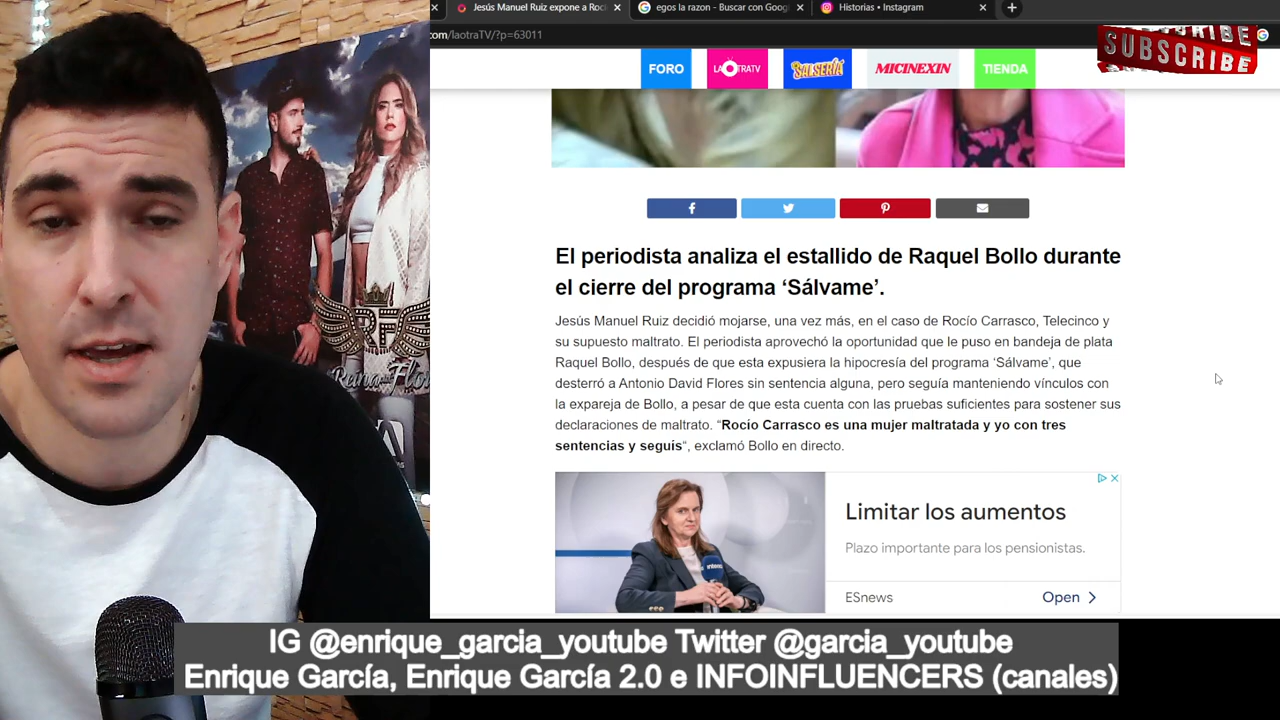 Jesús Manuel Ruiz expone a Roc
egos la razon - Buscar con Googl
Historias • Instagram
com/laotraTV/?p=63011
SUBSCRIBE
FORO
LAOTRATV
SALSERÍA
MICINEXIN
TIENDA
El periodista analiza el estallido de Raquel Bollo durante
el cierre del programa ‘Sálvame’.
Jesús Manuel Ruiz decidió mojarse, una vez más, en el caso de Rocío Carrasco, Telecinco y
su supuesto maltrato. El periodista aprovechó la oportunidad que le puso en bandeja de plata
Raquel Bollo, después de que esta expusiera la hipocresía del programa ‘Sálvame’, que
desterró a Antonio David Flores sin sentencia alguna, pero seguía manteniendo vínculos con
la expareja de Bollo, a pesar de que esta cuenta con las pruebas suficientes para sostener sus
declaraciones de maltrato. “Rocío Carrasco es una mujer maltratada y yo con tres
sentencias y seguís“, exclamó Bollo en directo.
Limitar los aumentos
Plazo importante para los pensionistas.
ESnews
Open
RF
Reina Flor
IG @enrique_garcia_youtube Twitter @garcia_youtube
Enrique García, Enrique García 2.0 e INFOINFLUENCERS (canales)